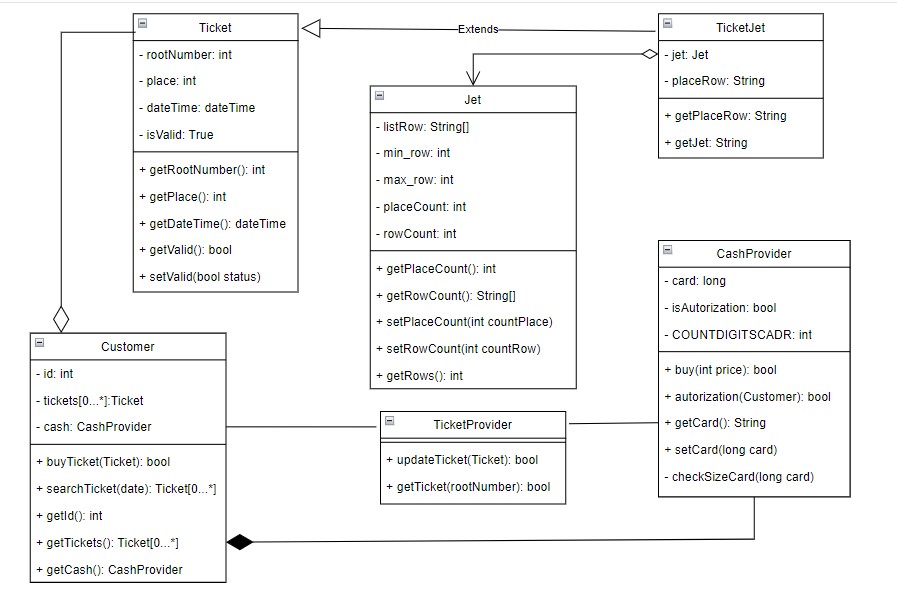 Ticket
- rootNumber: int
- place: int
- dateTime: dateTime
- isValid: True
+ getRootNumber(): int
+ getPlace(): int
+ getDateTime(): dateTime
+ getValid(): bool
+ setValid(bool status)
Extends
TicketJet
- jet: Jet
- placeRow: String
+ getPlaceRow: String
+ getJet: String
Jet
- listRow: String[]
- min_row: int
- max_row: int
- placeCount: int
- rowCount: int
+ getPlaceCount(): int
+ getRowCount(): String[]
+ setPlaceCount(int countPlace)
+ setRowCount(int countRow)
+ getRows(): int
CashProvider
- card: long
- isAutorization: bool
- COUNTDIGITSCADR: int
+ buy(int price): bool
+ autorization(Customer): bool
+ getCard(): String
+ setCard(long card)
- checkSizeCard(long card)
Customer
- id: int
- tickets[0...*]:Ticket
- cash: CashProvider
+ buyTicket(Ticket): bool
+ searchTicket(date): Ticket[0...*]
+ getId(): int
+ getTickets(): Ticket[0...*]
+ getCash(): CashProvider
TicketProvider
+ updateTicket(Ticket): bool
+ getTicket(rootNumber): bool